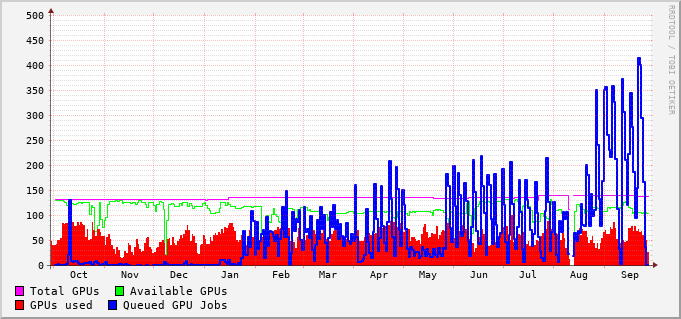 500
450
400
350
300
250
200
150
100
50
0
Oct Nov Dec Jan Feb Mar Apr May Jun Jul Aug Sep
Total GPUs Available GPUs
GPUs used Queued GPU Jobs
RRDTOOL / TOBI OETIKER